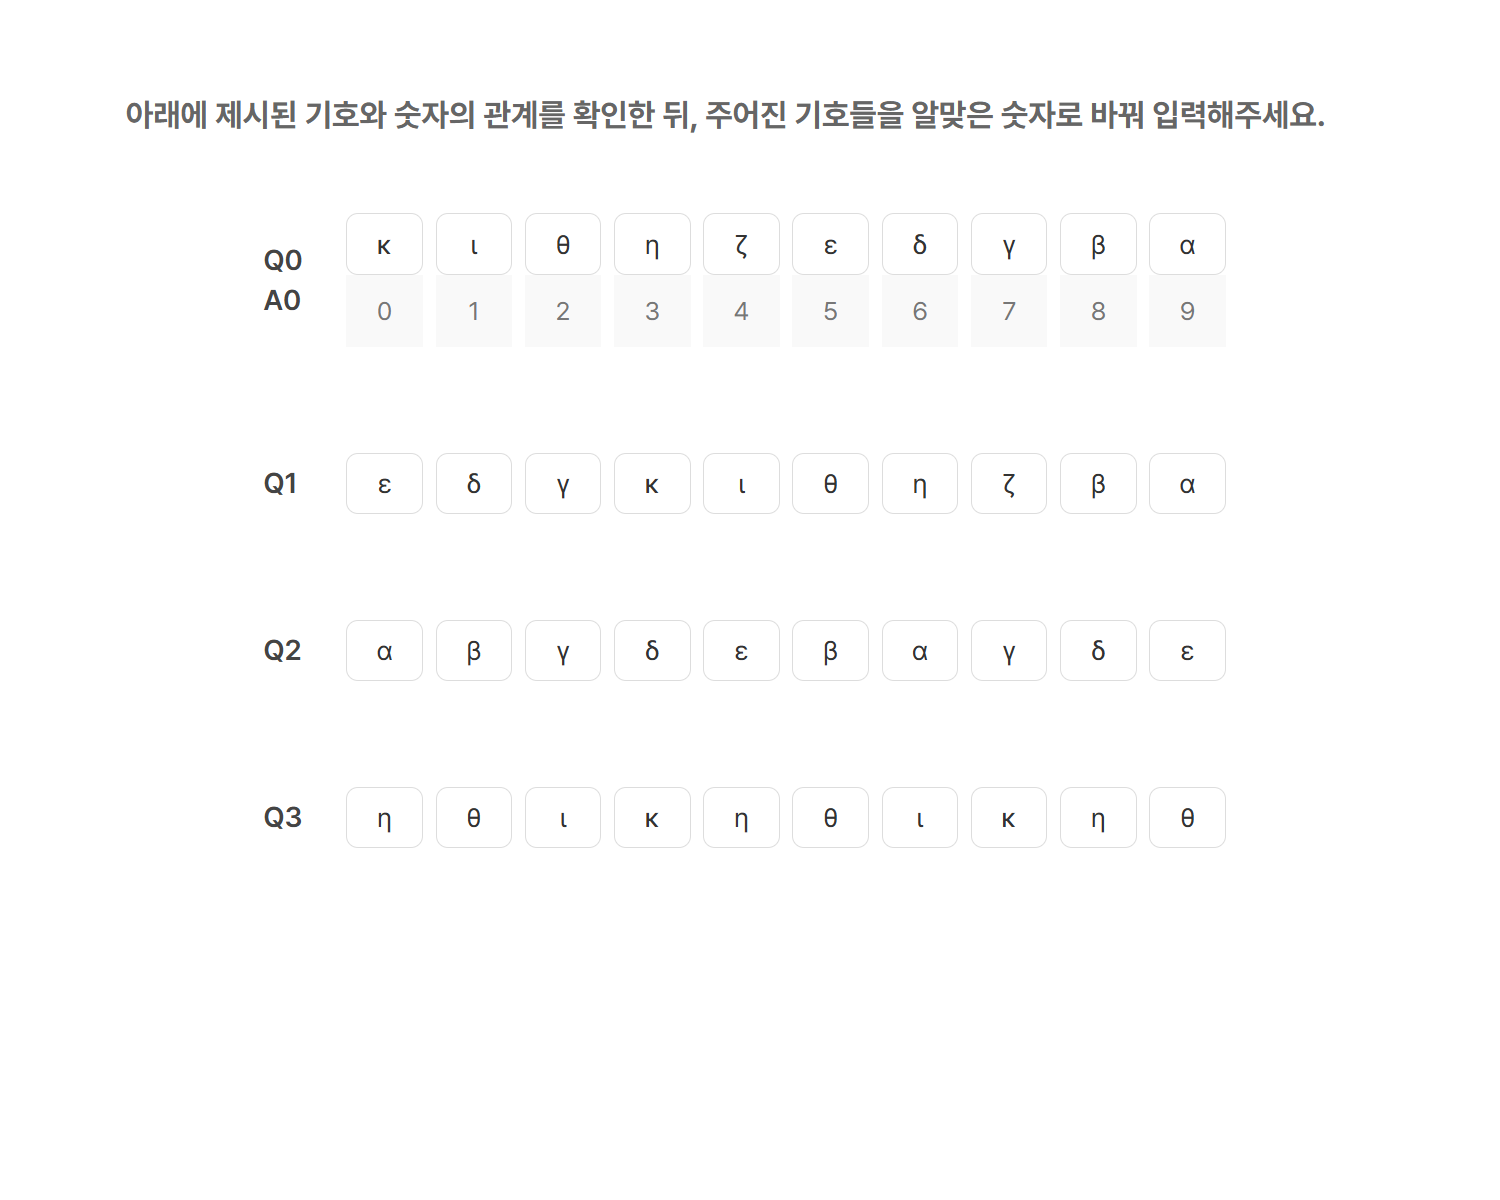 아래에 제시된 기호와 숫자의 관계를 확인한 뒤, 주어진 기호들을 알맞은 숫자로 바꿔 입력해주세요.
Q0 κ ι θ η ζ ε δ γ β α
A0 0 1 2 3 4 5 6 7 8 9
Q1 ε δ γ κ ι θ η ζ β α
Q2 α β γ δ ε β α γ δ ε
Q3 η θ ι κ η θ ι κ η θ